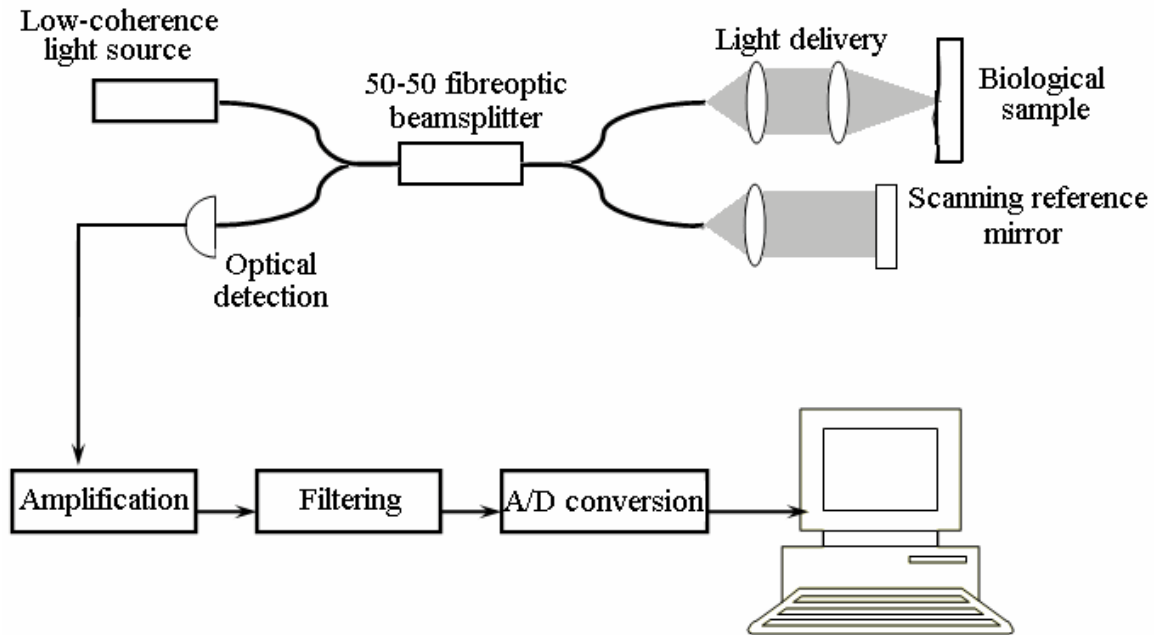 Low-coherence
light source
50-50 fibreoptic
beamsplitter
Light delivery
Biological
sample
Scanning reference
mirror
Optical
detection
Amplification
Filtering
A/D conversion